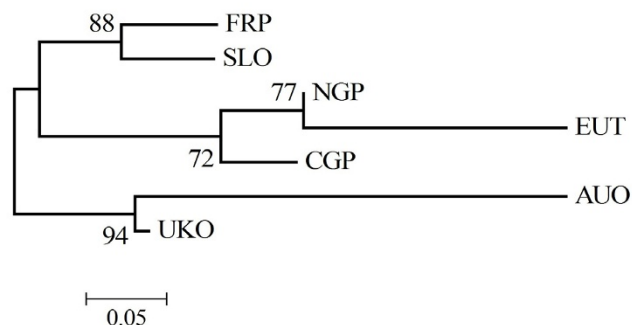 88 FRP
SLO
77 NGP
EUT
72 CGP
AUO
94 UKO
0.05